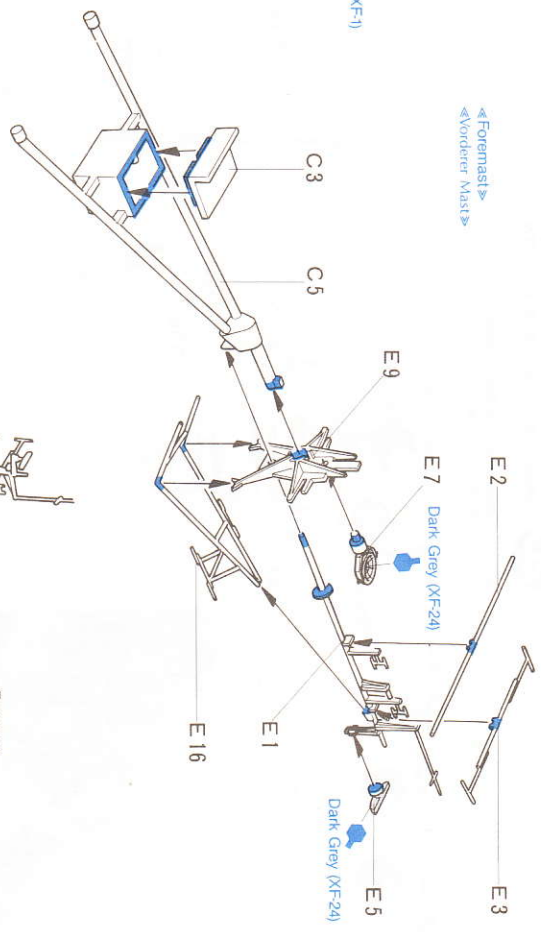 XF-1)
«Foremast»
«Vorderer Mast»
C3
C5
E9
E7
Dark Grey (XF-24)
E2
E3
E16
E1
E5
Dark Grey (XF-24)